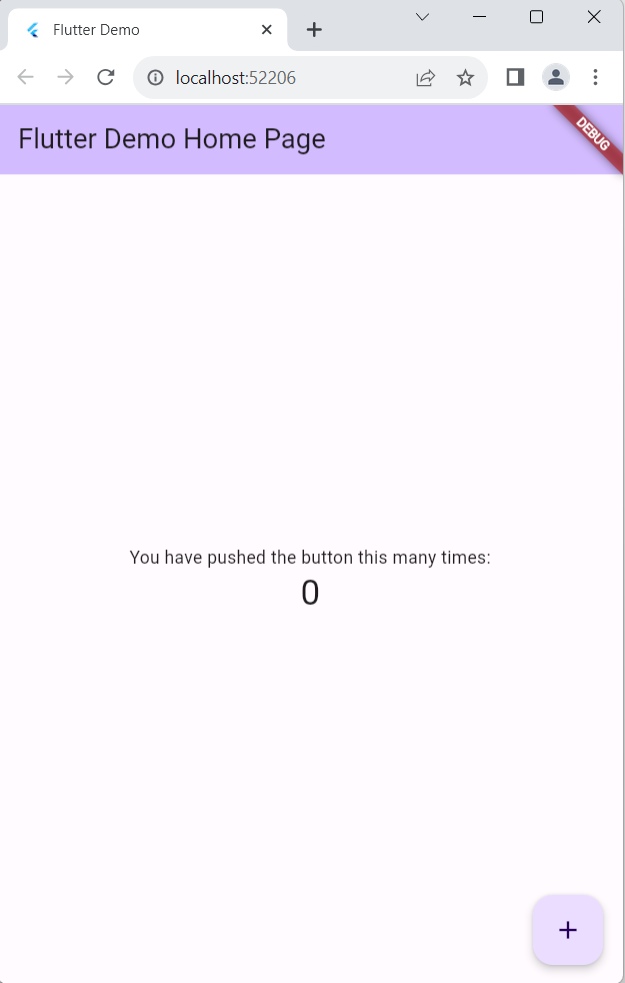 Flutter Demo
localhost:52206
Flutter Demo Home Page
DEBUG
You have pushed the button this many times:
0